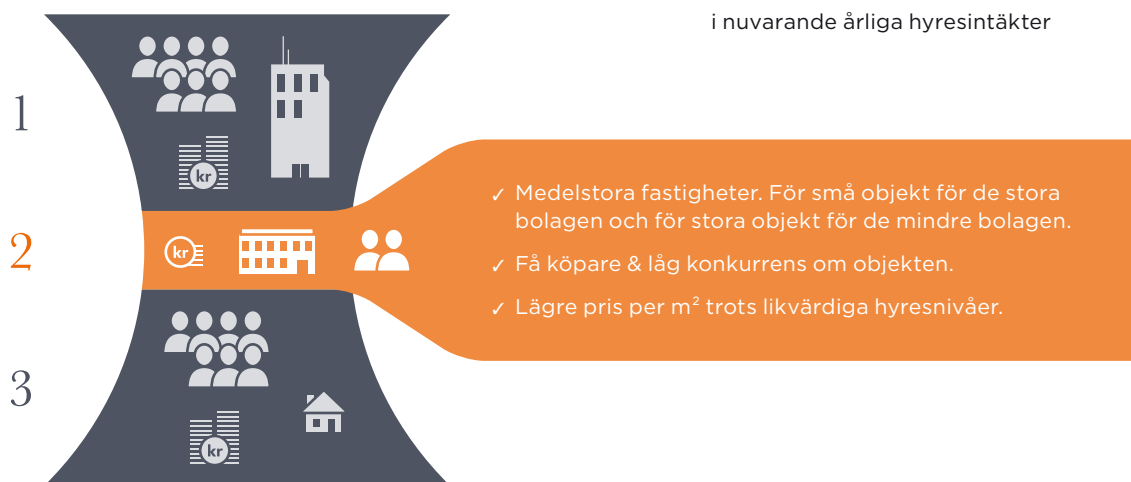 i nuvarande årliga hyresintäkter
1
kr
✓ Medelstora fastigheter. För små objekt för de stora
bolagen och för stora objekt för de mindre bolagen.
2
kr
✓ Få köpare & låg konkurrens om objekten.
✓ Lägre pris per m² trots likvärdiga hyresnivåer.
3
kr